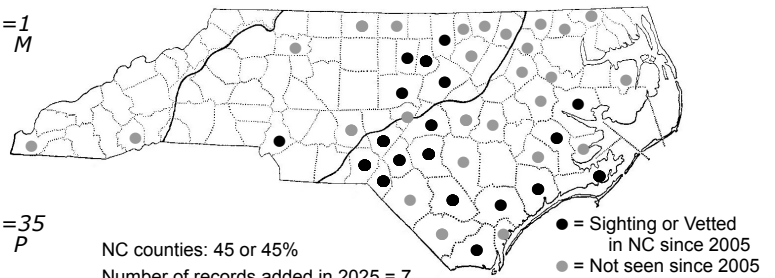 =1
M
=35
P
NC counties: 45 or 45%
Number of records added in 2025 = 7
● = Sighting or Vetted
in NC since 2005
● = Not seen since 2005